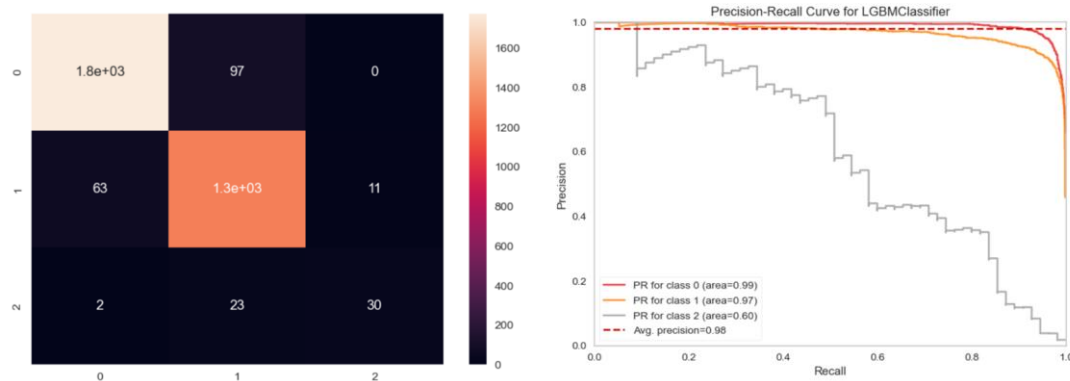 0
1
2
1.8e+03 97 0
63 1.3e+03 11
2 23 30
0 1 2
1600
1400
1200
1000
800
600
400
200
0
Precision-Recall Curve for LGBMClassifier
1.0
0.8
0.6
0.4
0.2
0.0
Precision
PR for class 0 (area=0.99)
PR for class 1 (area=0.97)
PR for class 2 (area=0.60)
Avg. precision=0.98
0.0 0.2 0.4 0.6 0.8 1.0
Recall